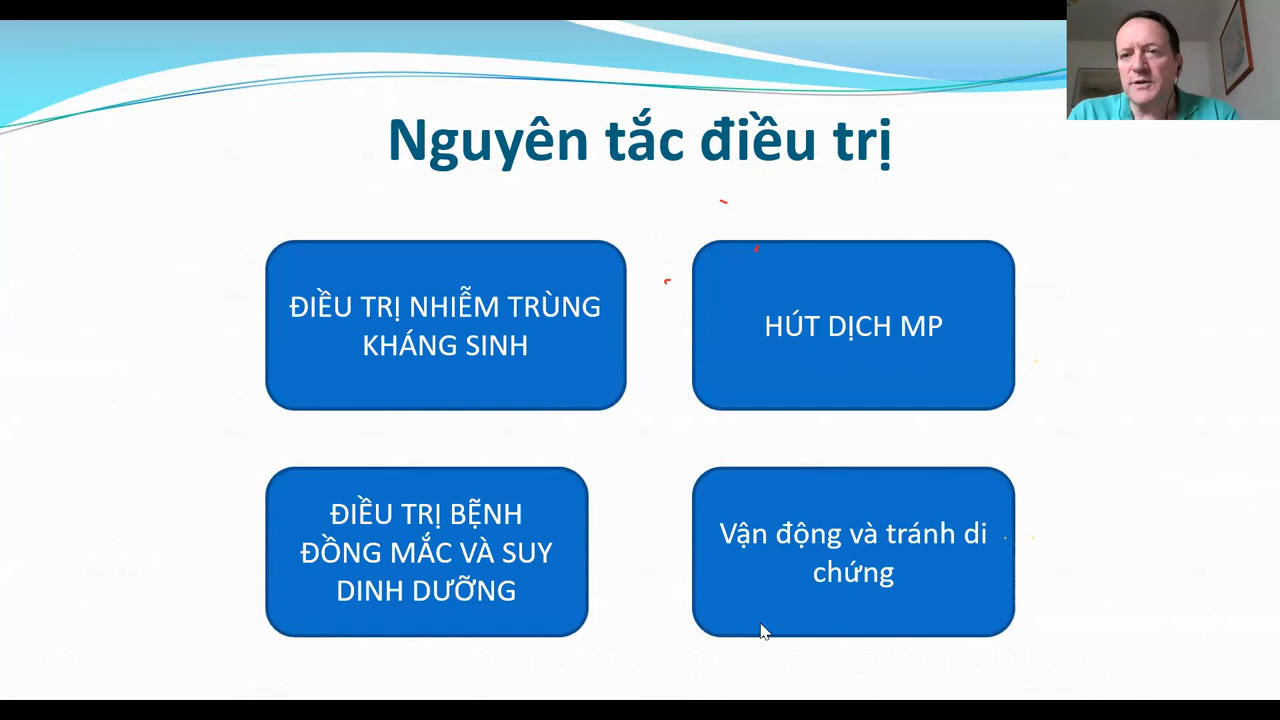 Nguyên tắc điều trị
ĐIỀU TRỊ NHIỄM TRÙNG
KHÁNG SINH
HÚT DỊCH MP
ĐIỀU TRỊ BỆNH
ĐỒNG MẮC VÀ SUY
DINH DƯỠNG
Vận động và tránh di
chứng